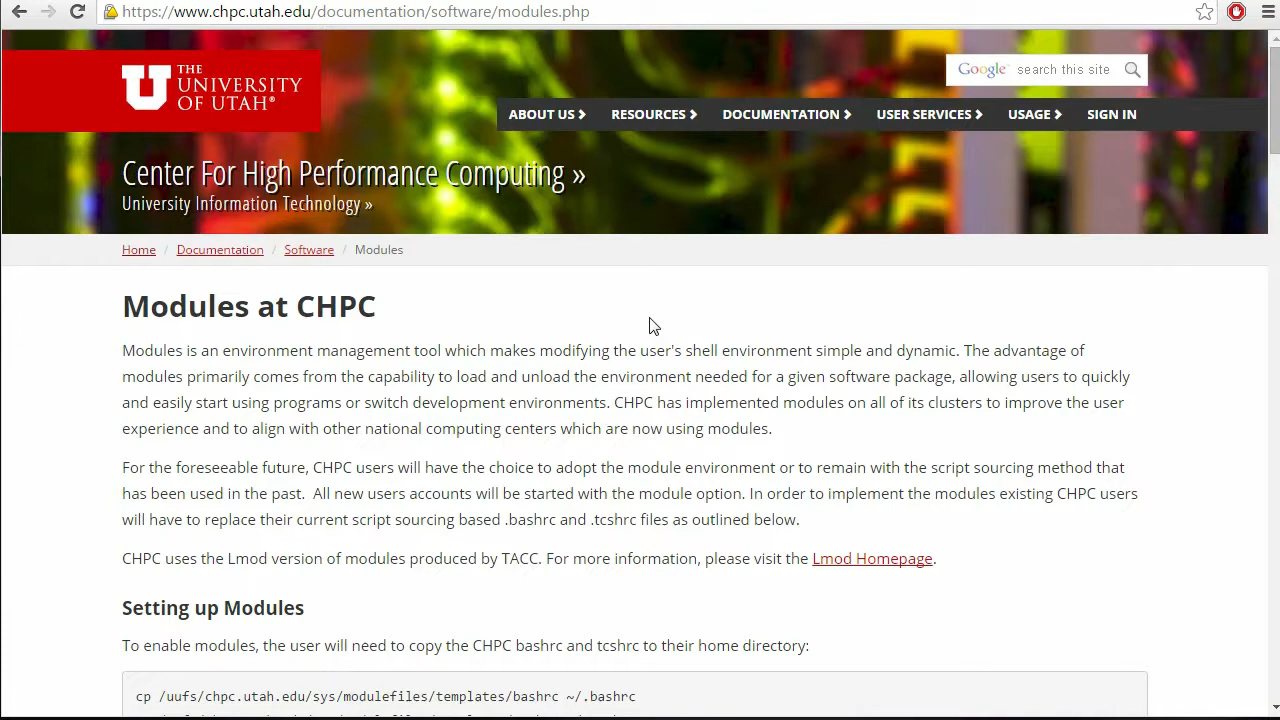 https://www.chpc.utah.edu/documentation/software/modules.php
THE
UNIVERSITY
OF UTAH®
Google™ search this site
ABOUT US RESOURCES DOCUMENTATION USER SERVICES USAGE SIGN IN
Center For High Performance Computing »
University Information Technology »
Home / Documentation / Software / Modules
Modules at CHPC
Modules is an environment management tool which makes modifying the user's shell environment simple and dynamic. The advantage of
modules primarily comes from the capability to load and unload the environment needed for a given software package, allowing users to quickly
and easily start using programs or switch development environments. CHPC has implemented modules on all of its clusters to improve the user
experience and to align with other national computing centers which are now using modules.
For the foreseeable future, CHPC users will have the choice to adopt the module environment or to remain with the script sourcing method that
has been used in the past.  All new users accounts will be started with the module option. In order to implement the modules existing CHPC users
will have to replace their current script sourcing based .bashrc and .tcshrc files as outlined below.
CHPC uses the Lmod version of modules produced by TACC. For more information, please visit the Lmod Homepage.
Setting up Modules
To enable modules, the user will need to copy the CHPC bashrc and tcshrc to their home directory:
cp /uufs/chpc.utah.edu/sys/modulefiles/templates/bashrc ~/.bashrc